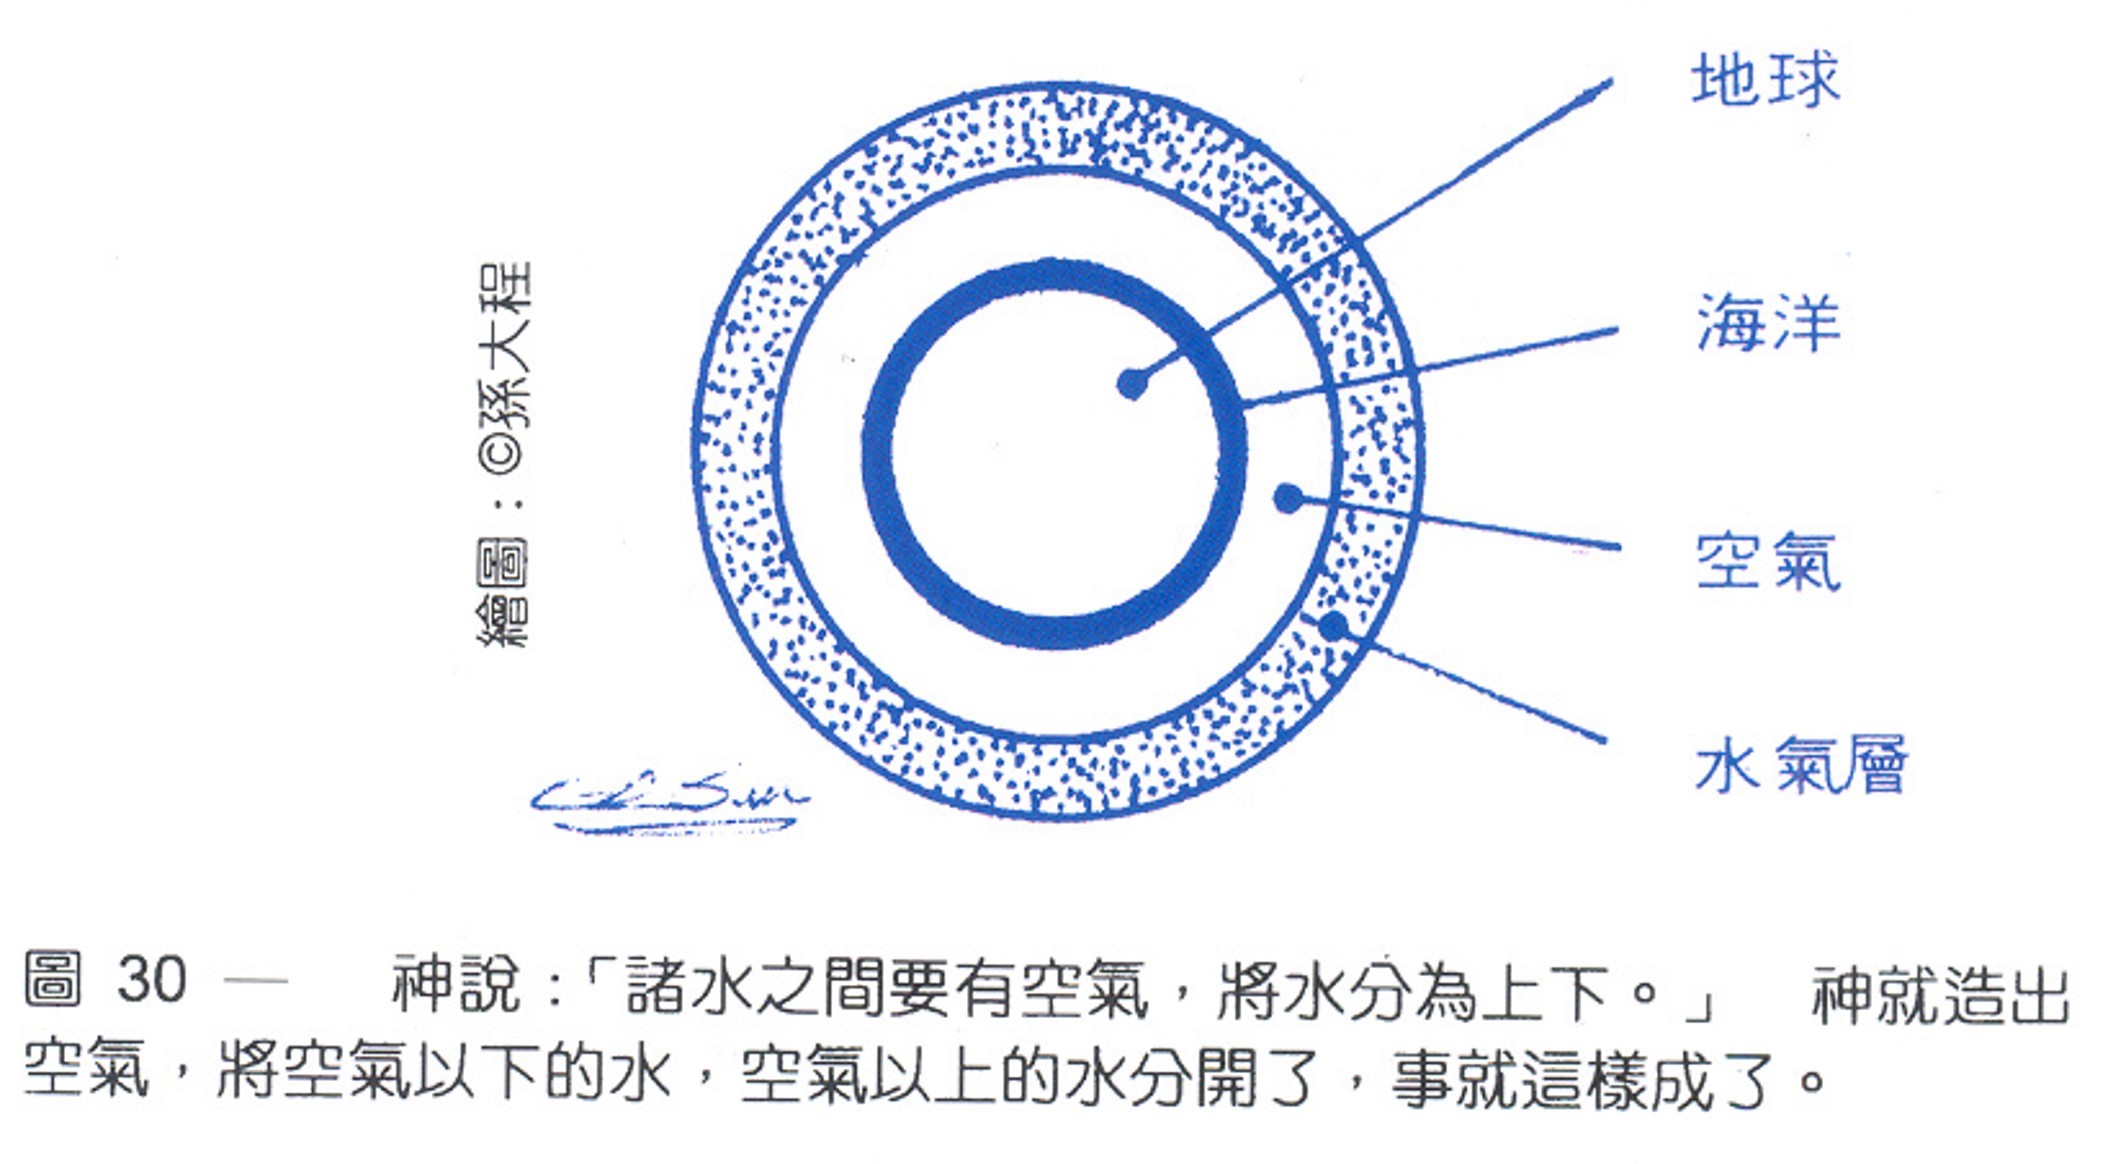 地球
海洋
空氣
水氣層
繪圖：©孫大程
圖 30 — 神說：「諸水之間要有空氣，將水分為上下。」 神就造出
空氣，將空氣以下的水，空氣以上的水分開了，事就這樣成了。